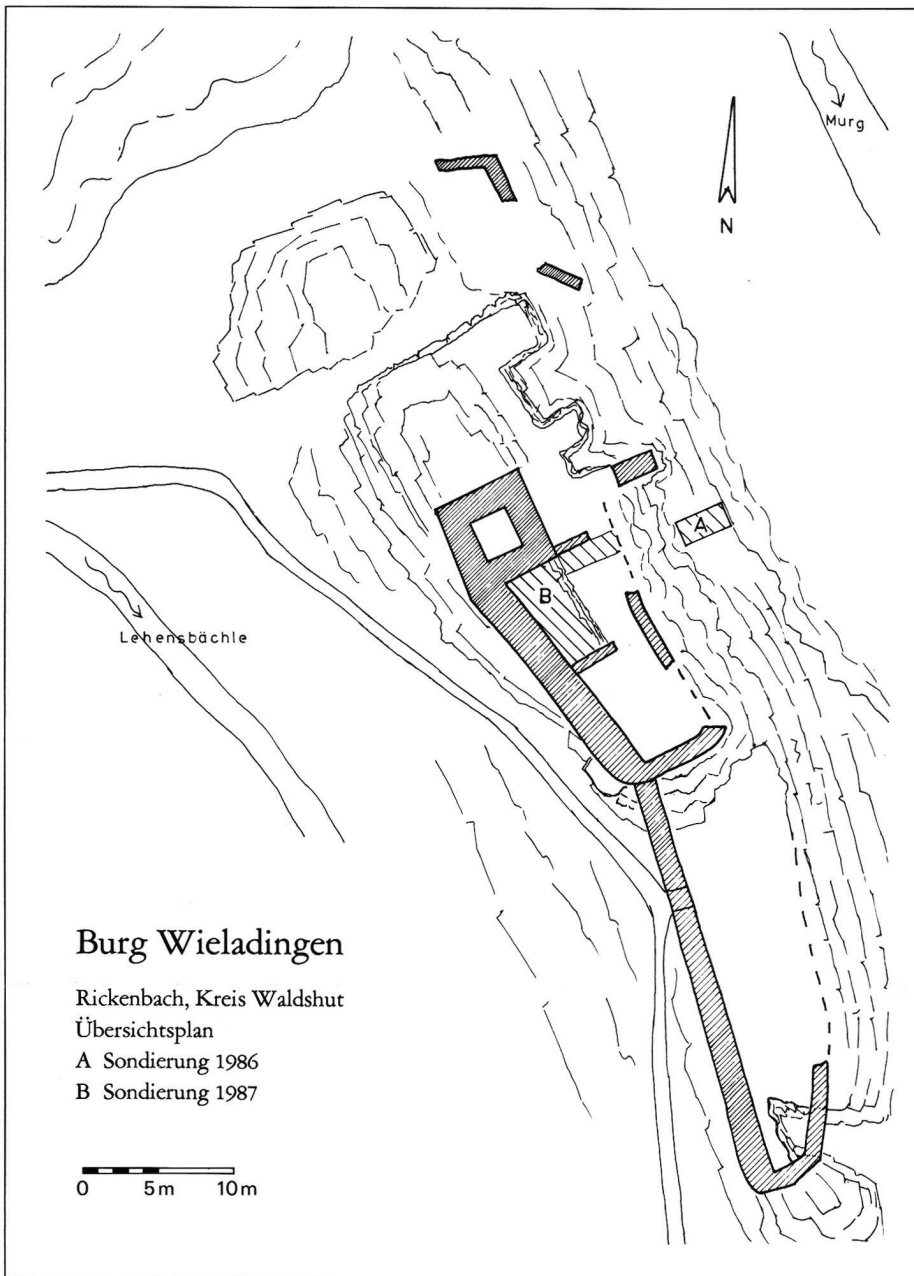 Murg
N
A
B
Lehensbächle
Burg Wieladingen
Rickenbach, Kreis Waldshut
Übersichtsplan
A Sondierung 1986
B Sondierung 1987
0 5m 10m